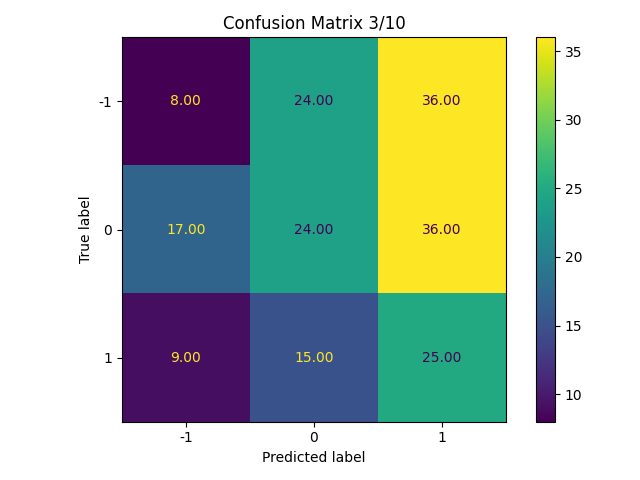 Confusion Matrix 3/10
True label
-1 8.00 24.00 36.00
0 17.00 24.00 36.00
1 9.00 15.00 25.00
-1 0 1
Predicted label
35
30
25
20
15
10